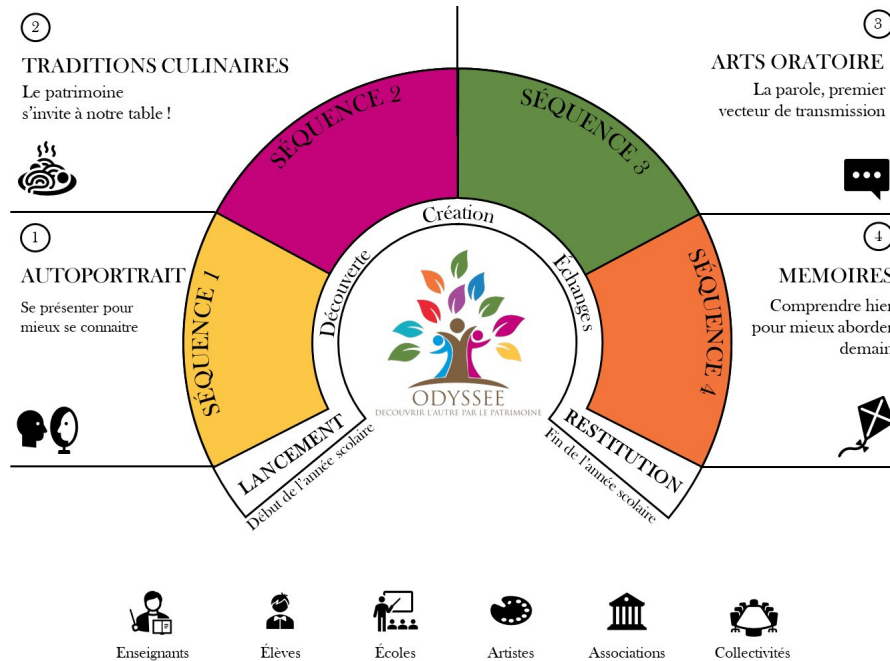 2
TRADITIONS CULINAIRES
Le patrimoine
s'invite à notre table !
3
ARTS ORATOIRE
La parole, premier
vecteur de transmission
1
AUTOPORTRAIT
Se présenter pour
mieux se connaitre
4
MEMOIRES
Comprendre hier
pour mieux aborder
demain
SÉQUENCE 1
SÉQUENCE 2
SÉQUENCE 3
SÉQUENCE 4
Découverte
Création
Échanges
ODYSSEE
DECOUVRIR L'AUTRE PAR LE PATRIMOINE
LANCEMENT
Début de l'année scolaire
RESTITUTION
Fin de l'année scolaire
Enseignants
Élèves
Écoles
Artistes
Associations
Collectivités